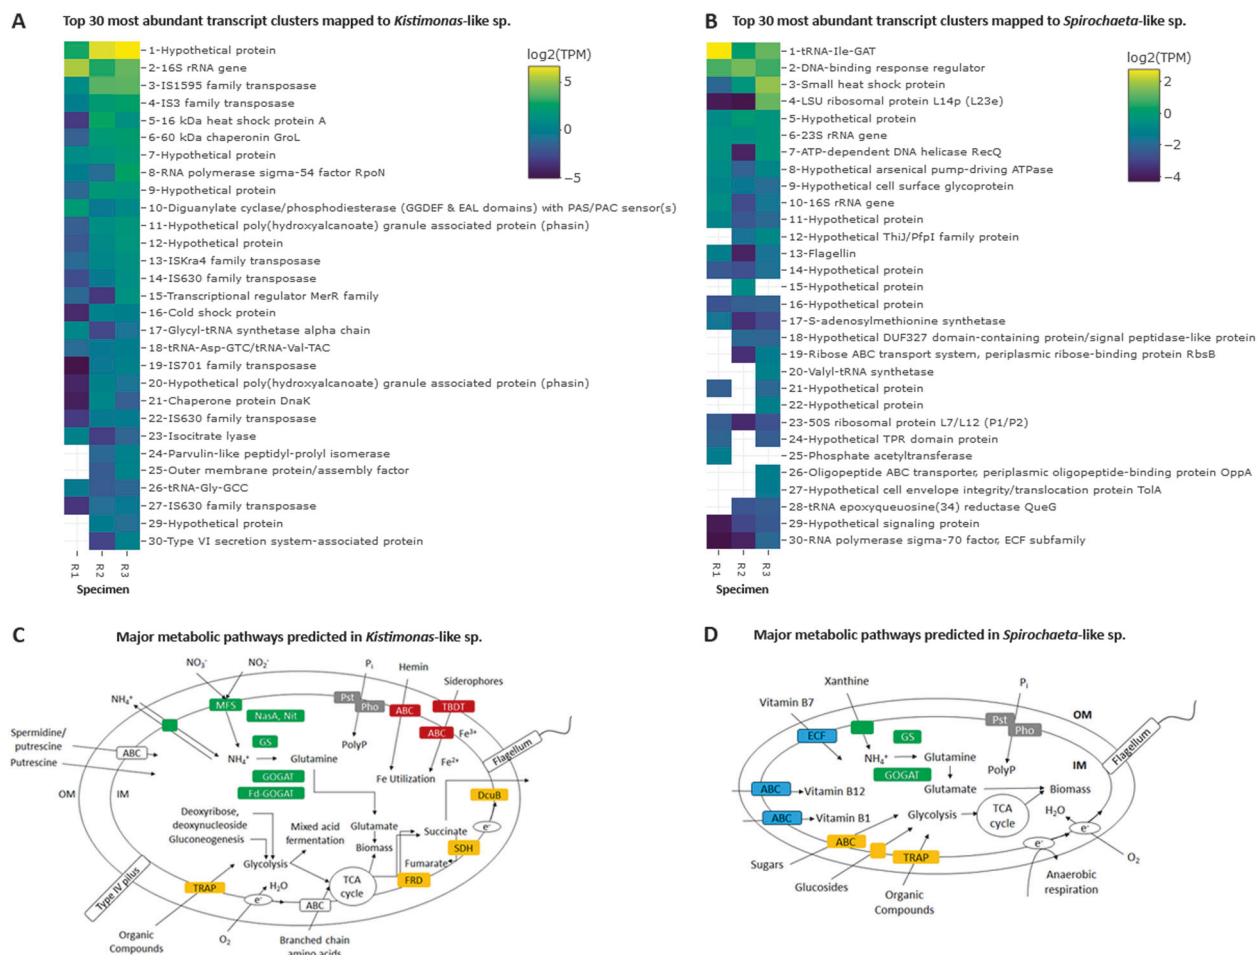 A
Top 30 most abundant transcript clusters mapped to Kistimonas-like sp.
1-Hypothetical protein
2-16S rRNA gene
3-IS1595 family transposase
4-IS3 family transposase
5-16 kDa heat shock protein A
6-60 kDa chaperonin GroL
7-Hypothetical protein
8-RNA polymerase sigma-54 factor RpoN
9-Hypothetical protein
10-Diguanylate cyclase/phosphodiesterase (GGDEF & EAL domains) with PAS/PAC sensor(s)
11-Hypothetical poly(hydroxyalcanoate) granule associated protein (phasin)
12-Hypothetical protein
13-ISKra4 family transposase
14-IS630 family transposase
15-Transcriptional regulator MerR family
16-Cold shock protein
17-Glycyl-tRNA synthetase alpha chain
18-tRNA-Asp-GTC/tRNA-Val-TAC
19-IS701 family transposase
20-Hypothetical poly(hydroxyalcanoate) granule associated protein (phasin)
21-Chaperone protein DnaK
22-IS630 family transposase
23-Isocitrate lyase
24-Parvulin-like peptidyl-prolyl isomerase
25-Outer membrane protein/assembly factor
26-tRNA-Gly-GCC
27-IS630 family transposase
29-Hypothetical protein
30-Type VI secretion system-associated protein
R1 R2 R3
Specimen
log2(TPM)
5
0
−5
B
Top 30 most abundant transcript clusters mapped to Spirochaeta-like sp.
1-tRNA-Ile-GAT
2-DNA-binding response regulator
3-Small heat shock protein
4-LSU ribosomal protein L14p (L23e)
5-Hypothetical protein
6-23S rRNA gene
7-ATP-dependent DNA helicase RecQ
8-Hypothetical arsenical pump-driving ATPase
9-Hypothetical cell surface glycoprotein
10-16S rRNA gene
11-Hypothetical protein
12-Hypothetical ThiJ/PfpI family protein
13-Flagellin
14-Hypothetical protein
15-Hypothetical protein
16-Hypothetical protein
17-S-adenosylmethionine synthetase
18-Hypothetical DUF327 domain-containing protein/signal peptidase-like protein
19-Ribose ABC transport system, periplasmic ribose-binding protein RbsB
20-Valyl-tRNA synthetase
21-Hypothetical protein
22-Hypothetical protein
23-50S ribosomal protein L7/L12 (P1/P2)
24-Hypothetical TPR domain protein
25-Phosphate acetyltransferase
26-Oligopeptide ABC transporter, periplasmic oligopeptide-binding protein OppA
27-Hypothetical cell envelope integrity/translocation protein TolA
28-tRNA epoxyqueuosine(34) reductase QueG
29-Hypothetical signaling protein
30-RNA polymerase sigma-70 factor, ECF subfamily
R1 R2 R3
Specimen
log2(TPM)
2
0
−2
−4
C
Major metabolic pathways predicted in Kistimonas-like sp.
NO3- NO2- Pi Hemin
Siderophores
NH4+
MFS
NasA, Nit
Pst
Pho
ABC
TBDT
ABC
Fe3+
Spermidine/
putrescine
Putrescine
ABC
GS
NH4+
Glutamine
PolyP
Fe2+
Fe Utilization
Flagellum
GOGAT
Fd-GOGAT
OM
IM
DcuB
Deoxyribose,
deoxynucleoside
Gluconeogenesis
Mixed acid
fermentation
Glutamate
Biomass
Succinate
e-
SDH
Glycolysis
Fumarate
FRD
TCA
cycle
TRAP
H2O
e-
ABC
Type IV pilus
Organic
Compounds
O2
Branched chain
amino acids
D
Major metabolic pathways predicted in Spirochaeta-like sp.
Xanthine
Pi
Vitamin B7
OM
Pst
Pho
ECF
GS
IM
Flagellum
NH4+
Glutamine
PolyP
GOGAT
Glutamate
Biomass
ABC
Vitamin B12
ABC
Vitamin B1
Glycolysis
TCA
cycle
H2O
e-
ABC
e-
TRAP
O2
Sugars
Glucosides
Organic
Compounds
Anaerobic
respiration